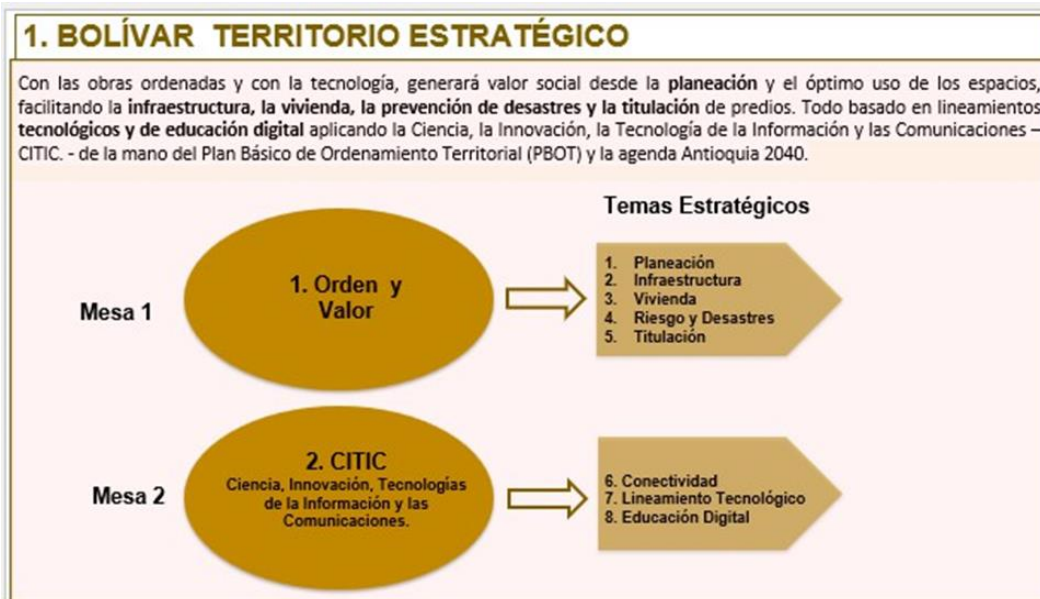 1. BOLÍVAR TERRITORIO ESTRATÉGICO
Con las obras ordenadas y con la tecnología, generará valor social desde la planeación y el óptimo uso de los espacios,
facilitando la infraestructura, la vivienda, la prevención de desastres y la titulación de predios. Todo basado en lineamientos
tecnológicos y de educación digital aplicando la Ciencia, la Innovación, la Tecnología de la Información y las Comunicaciones –
CITIC. - de la mano del Plan Básico de Ordenamiento Territorial (PBOT) y la agenda Antioquia 2040.
Temas Estratégicos
Mesa 1
1. Orden y
Valor
1. Planeación
2. Infraestructura
3. Vivienda
4. Riesgo y Desastres
5. Titulación
Mesa 2
2. CITIC
Ciencia, Innovación, Tecnologías
de la Información y las
Comunicaciones.
6. Conectividad
7. Lineamiento Tecnológico
8. Educación Digital